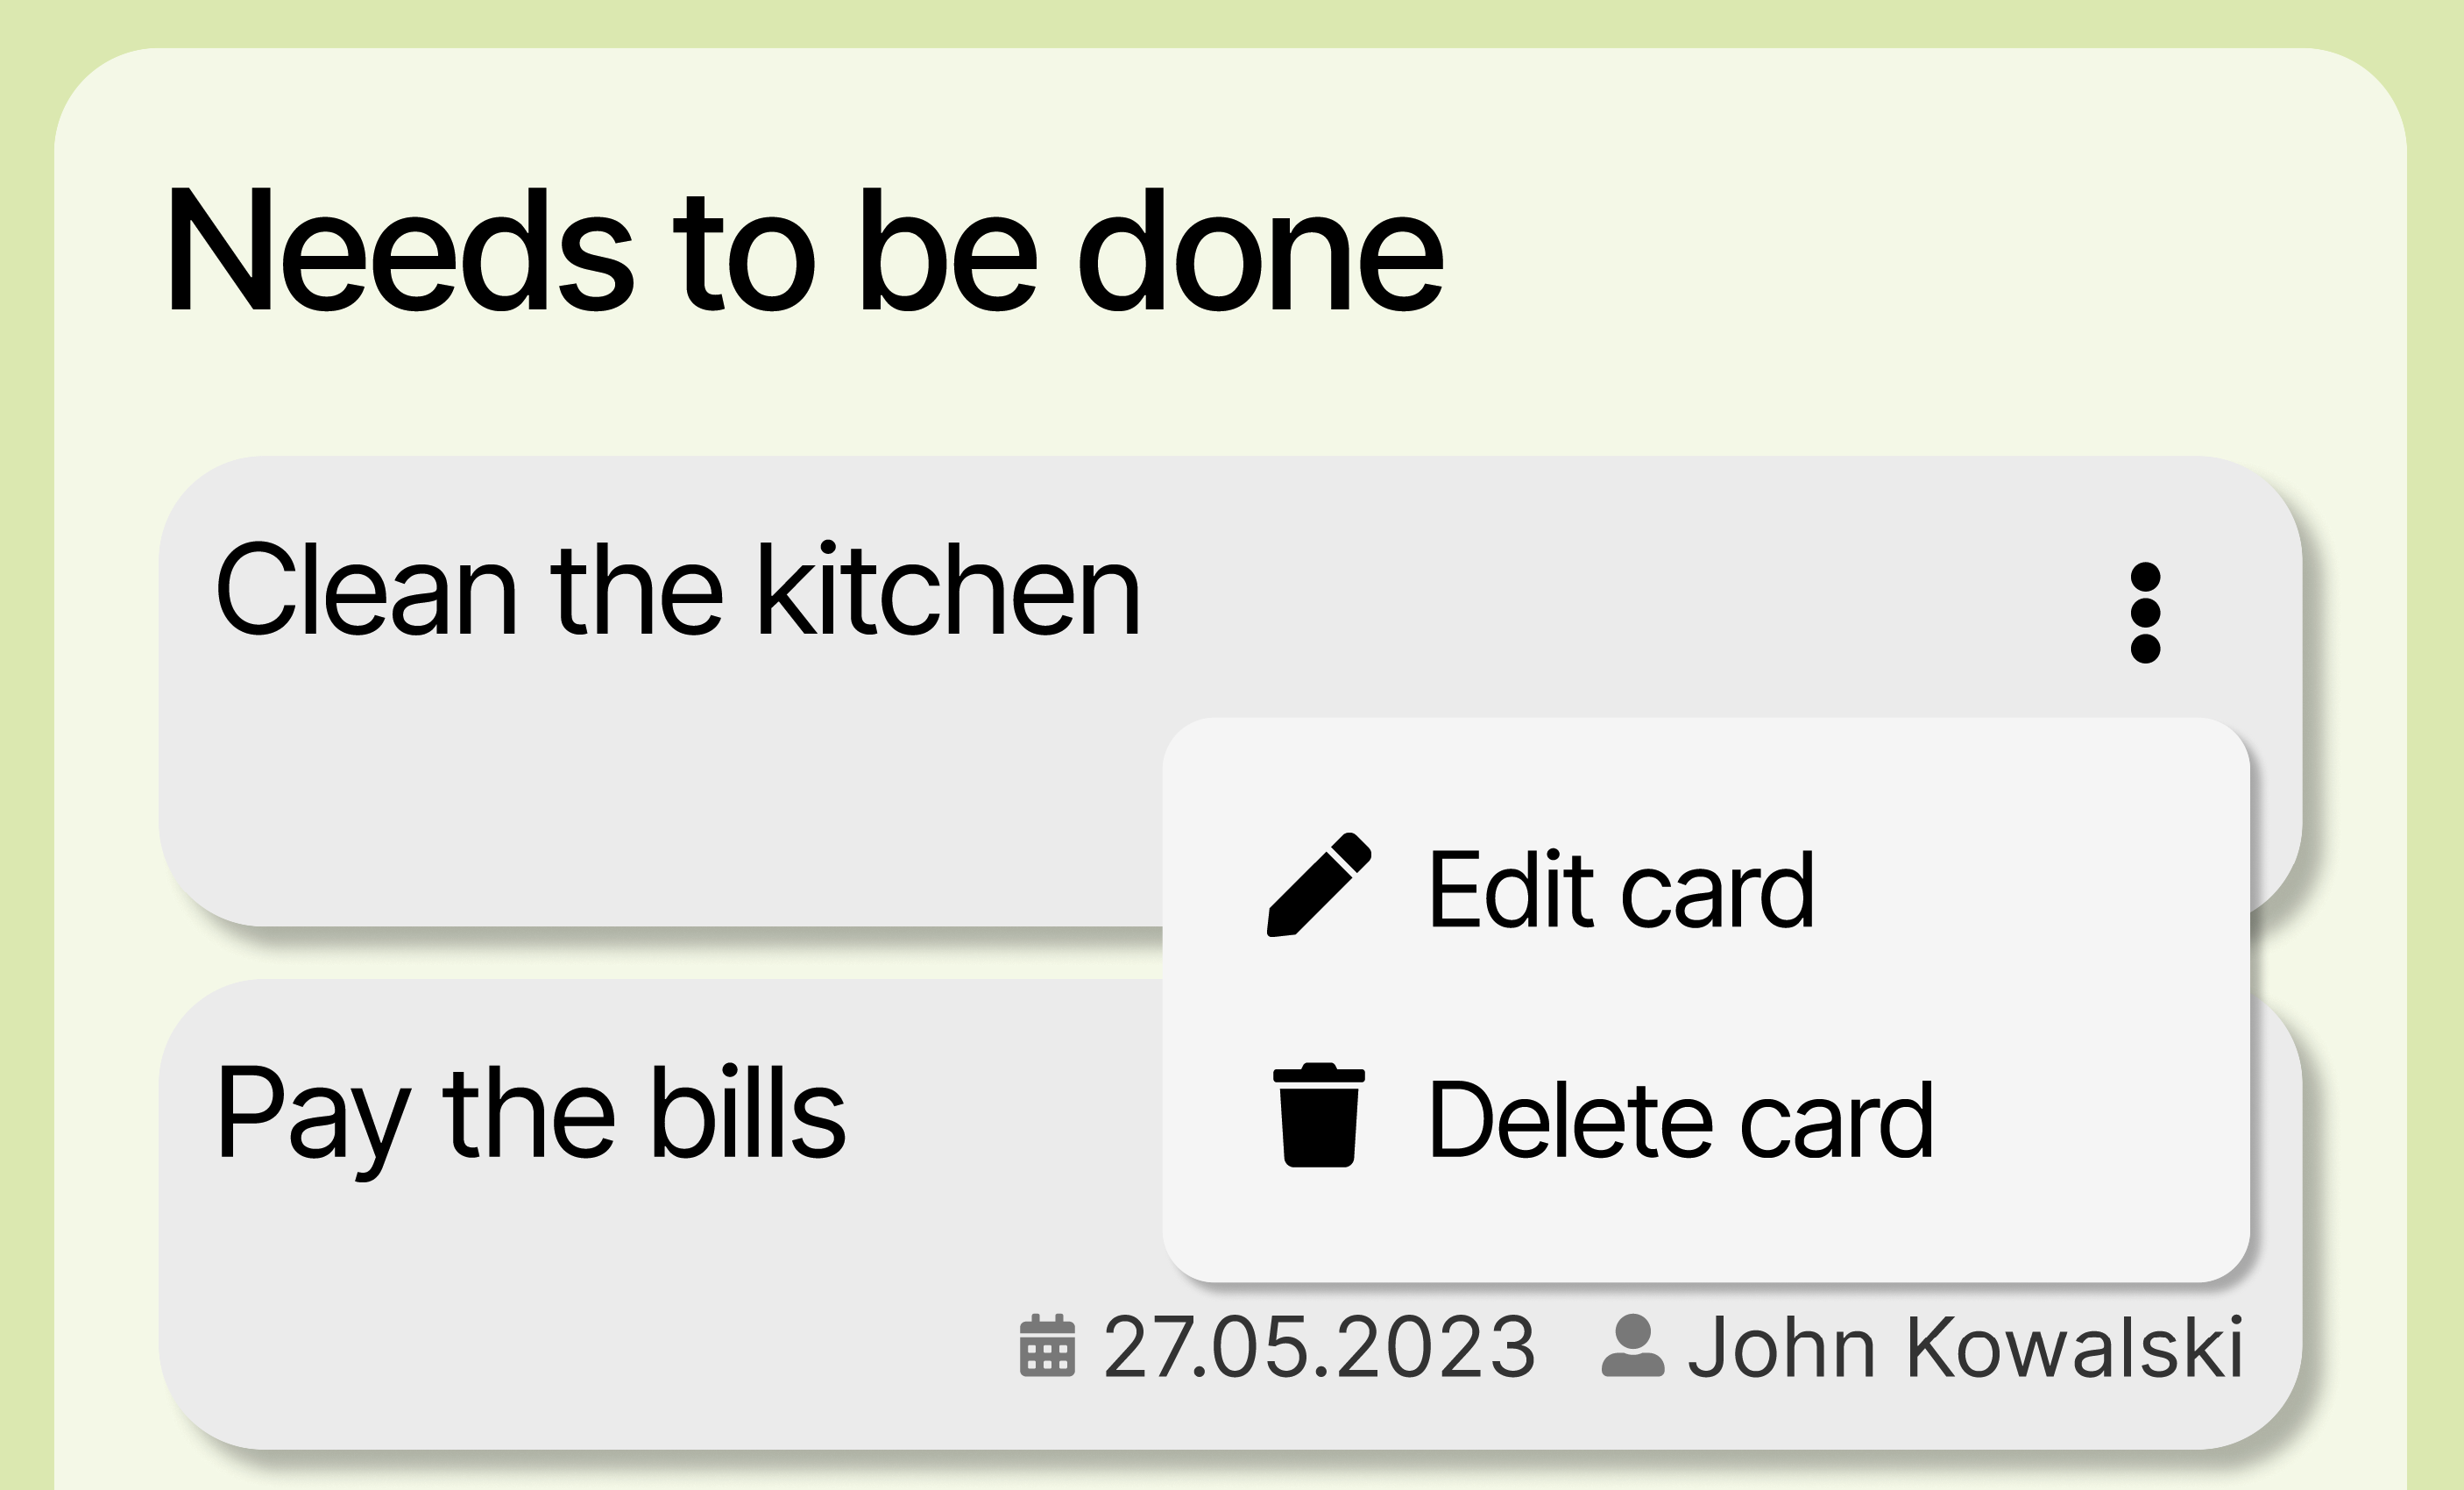 Needs to be done
Clean the kitchen
Edit card
Delete card
Pay the bills
27.05.2023 John Kowalski